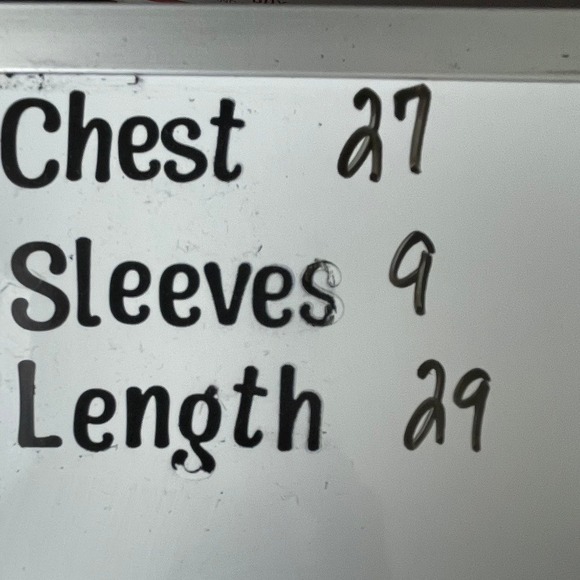 Chest 27
Sleeves 9
Length 29